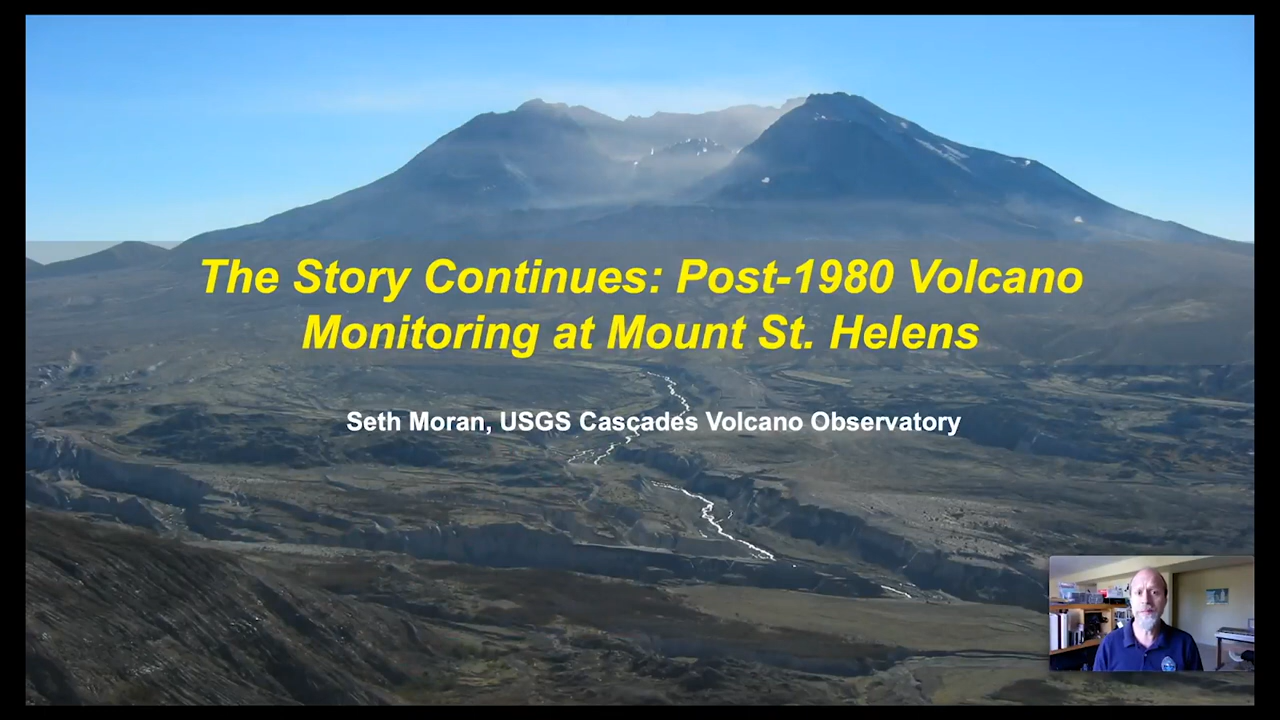 The Story Continues: Post-1980 Volcano
Monitoring at Mount St. Helens
Seth Moran, USGS Cascades Volcano Observatory